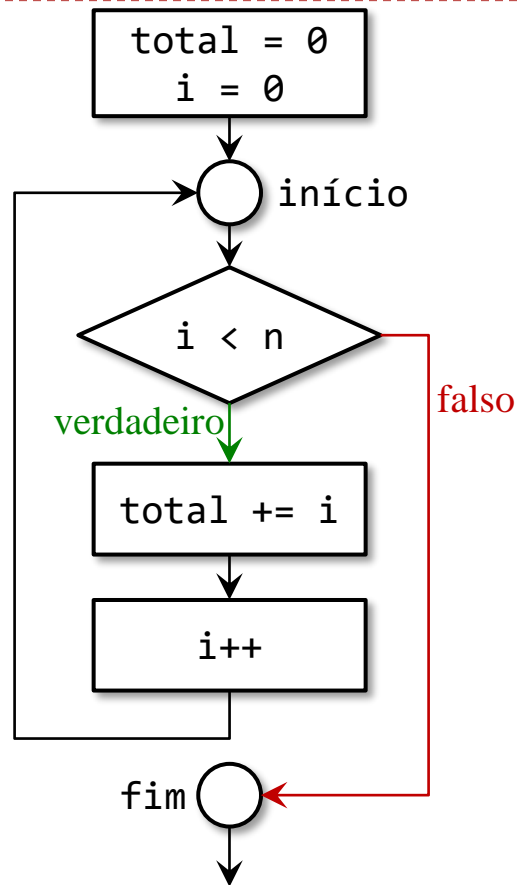 total = 0
i = 0
início
i < n
falso
verdadeiro
total += i
i++
fim